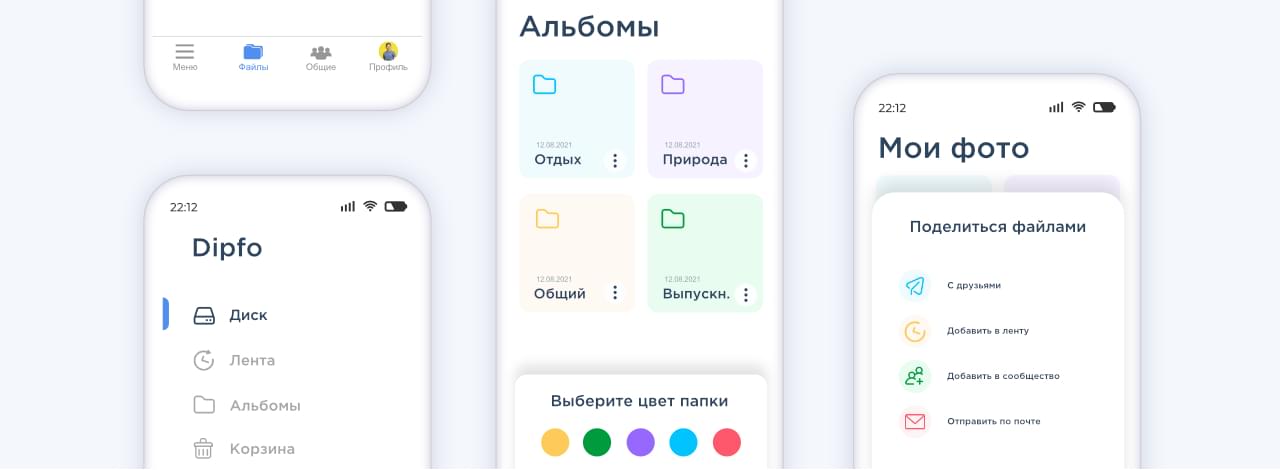 Меню Файлы Общие Профиль
22:12
Dipfo
Диск
Лента
Альбомы
Корзина
Альбомы
12.08.2021
Отдых
12.08.2021
Природа
12.08.2021
Общий
12.08.2021
Выпускн.
Выберите цвет папки
22:12
Мои фото
Поделиться файлами
С друзьями
Добавить в ленту
Добавить в сообщество
Отправить по почте